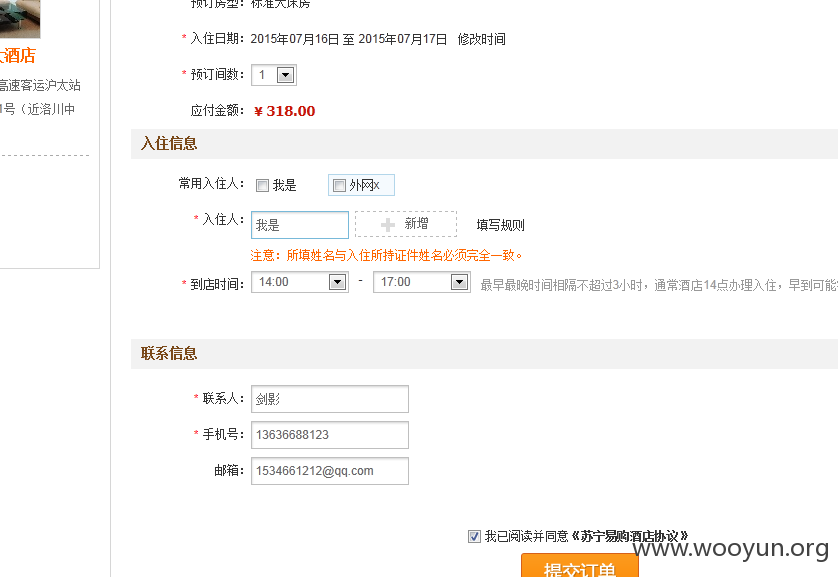 预订房型：标准大床房
大酒店
* 入住日期：2015年07月16日 至 2015年07月17日 修改时间
高速客运沪太站
* 预订间数：1
1号（近洛川中
应付金额：¥ 318.00
入住信息
常用入住人：我是 外网x
* 入住人：我是 新增 填写规则
注意：所填姓名与入住所持证件姓名必须完全一致。
* 到店时间：14:00 - 17:00 最早最晚时间相隔不超过3小时，通常酒店14点办理入住，早到可能
联系信息
* 联系人：剑影
* 手机号：13636688123
邮箱：1534661212@qq.com
我已阅读并同意《苏宁易购酒店协议》
www.wooyun.org
提交订单